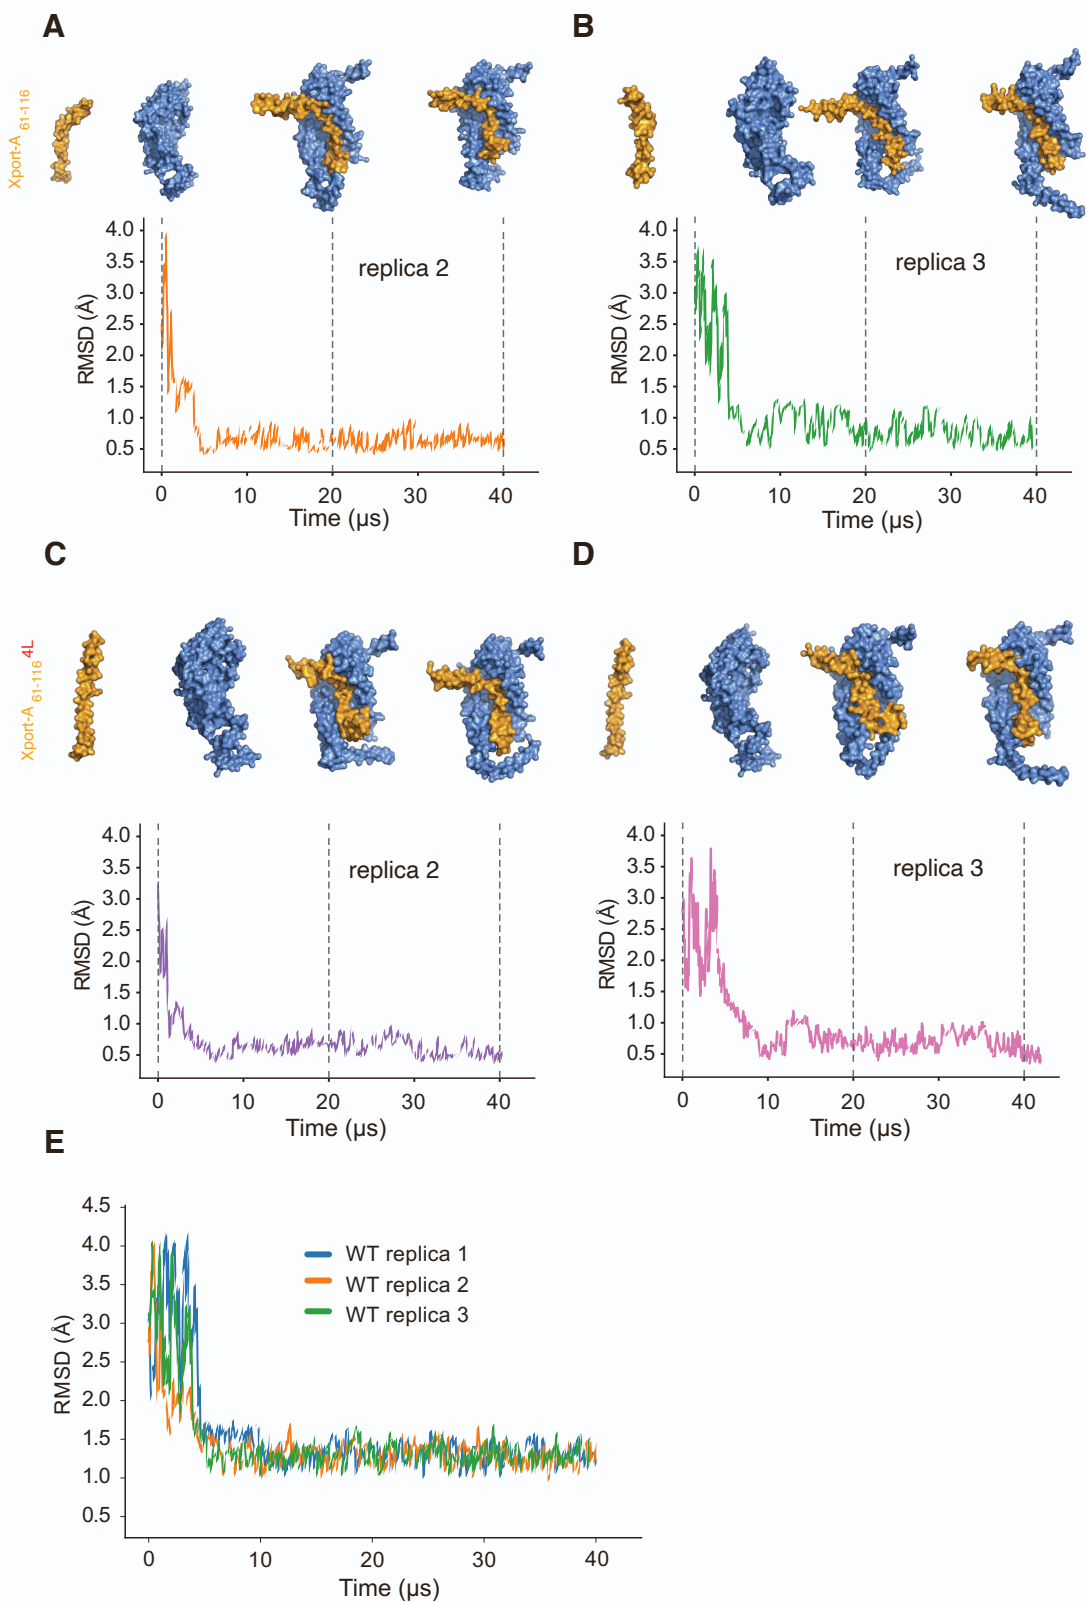 A
Xport-A 61-116
4.0
3.5
3.0
2.5
2.0
1.5
1.0
0.5
RMSD (Å)
replica 2
0 10 20 30 40
Time (µs)
B
4.0
3.5
3.0
2.5
2.0
1.5
1.0
0.5
RMSD (Å)
replica 3
0 10 20 30 40
Time (µs)
C
Xport-A 61-116 4L
4.0
3.5
3.0
2.5
2.0
1.5
1.0
0.5
RMSD (Å)
replica 2
0 10 20 30 40
Time (µs)
D
4.0
3.5
3.0
2.5
2.0
1.5
1.0
0.5
RMSD (Å)
replica 3
0 10 20 30 40
Time (µs)
E
4.5
4.0
3.5
3.0
2.5
2.0
1.5
1.0
0.5
RMSD (Å)
WT replica 1
WT replica 2
WT replica 3
0 10 20 30 40
Time (µs)